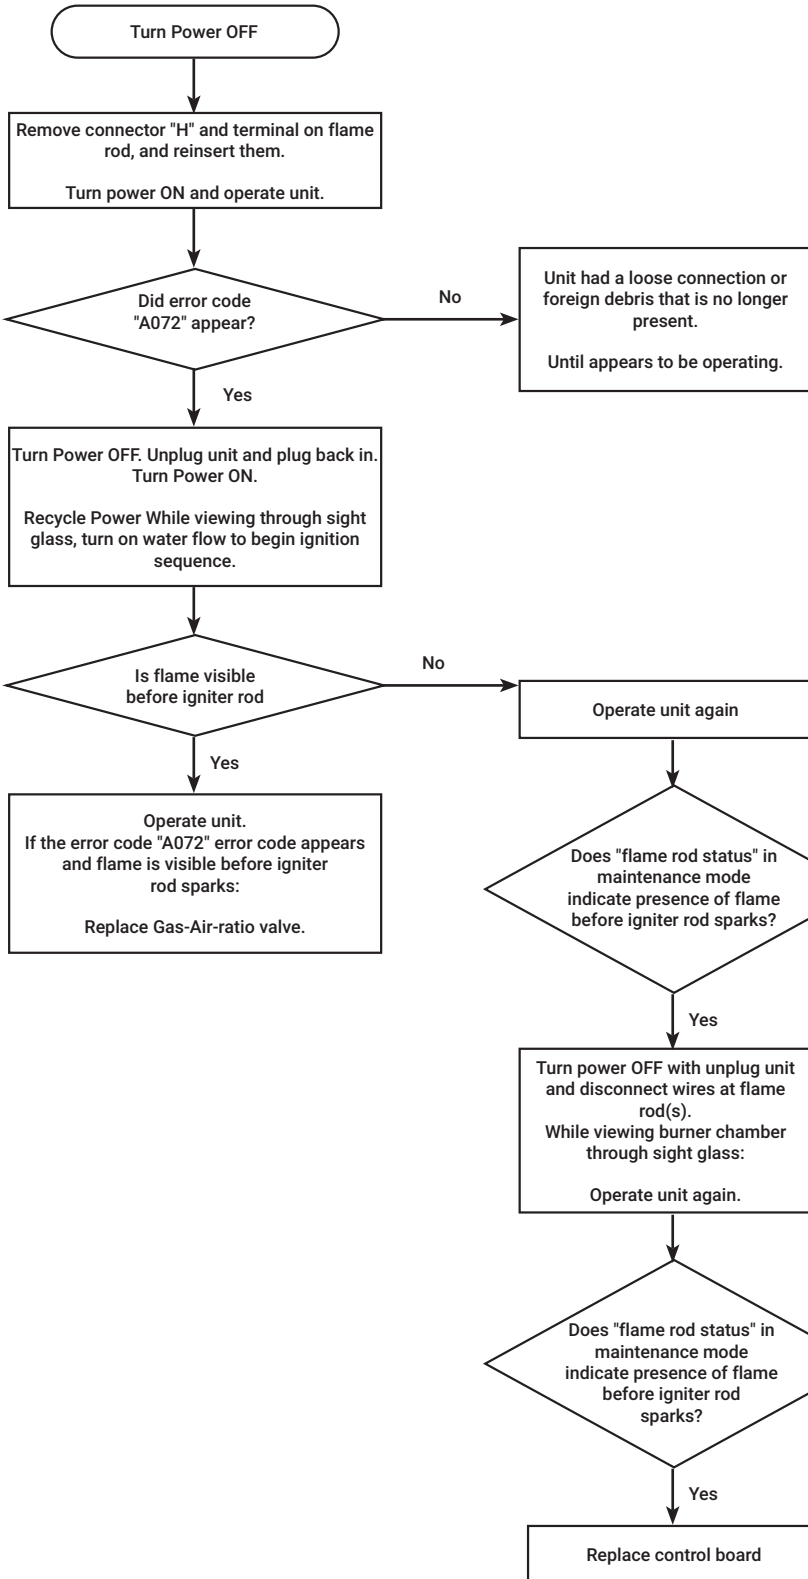 Turn Power OFF
Remove connector "H" and terminal on flame
rod, and reinsert them.
Turn power ON and operate unit.
Did error code
"A072" appear?
No
Unit had a loose connection or
foreign debris that is no longer
present.
Until appears to be operating.
Yes
Turn Power OFF. Unplug unit and plug back in.
Turn Power ON.
Recycle Power While viewing through sight
glass, turn on water flow to begin ignition
sequence.
Is flame visible
before igniter rod
No
Operate unit again
Yes
Operate unit.
If the error code "A072" error code appears
and flame is visible before igniter
rod sparks:
Replace Gas-Air-ratio valve.
Does "flame rod status" in
maintenance mode
indicate presence of flame
before igniter rod sparks?
Yes
Turn power OFF with unplug unit
and disconnect wires at flame
rod(s).
While viewing burner chamber
through sight glass:
Operate unit again.
Does "flame rod status" in
maintenance mode
indicate presence of flame
before igniter rod
sparks?
Yes
Replace control board